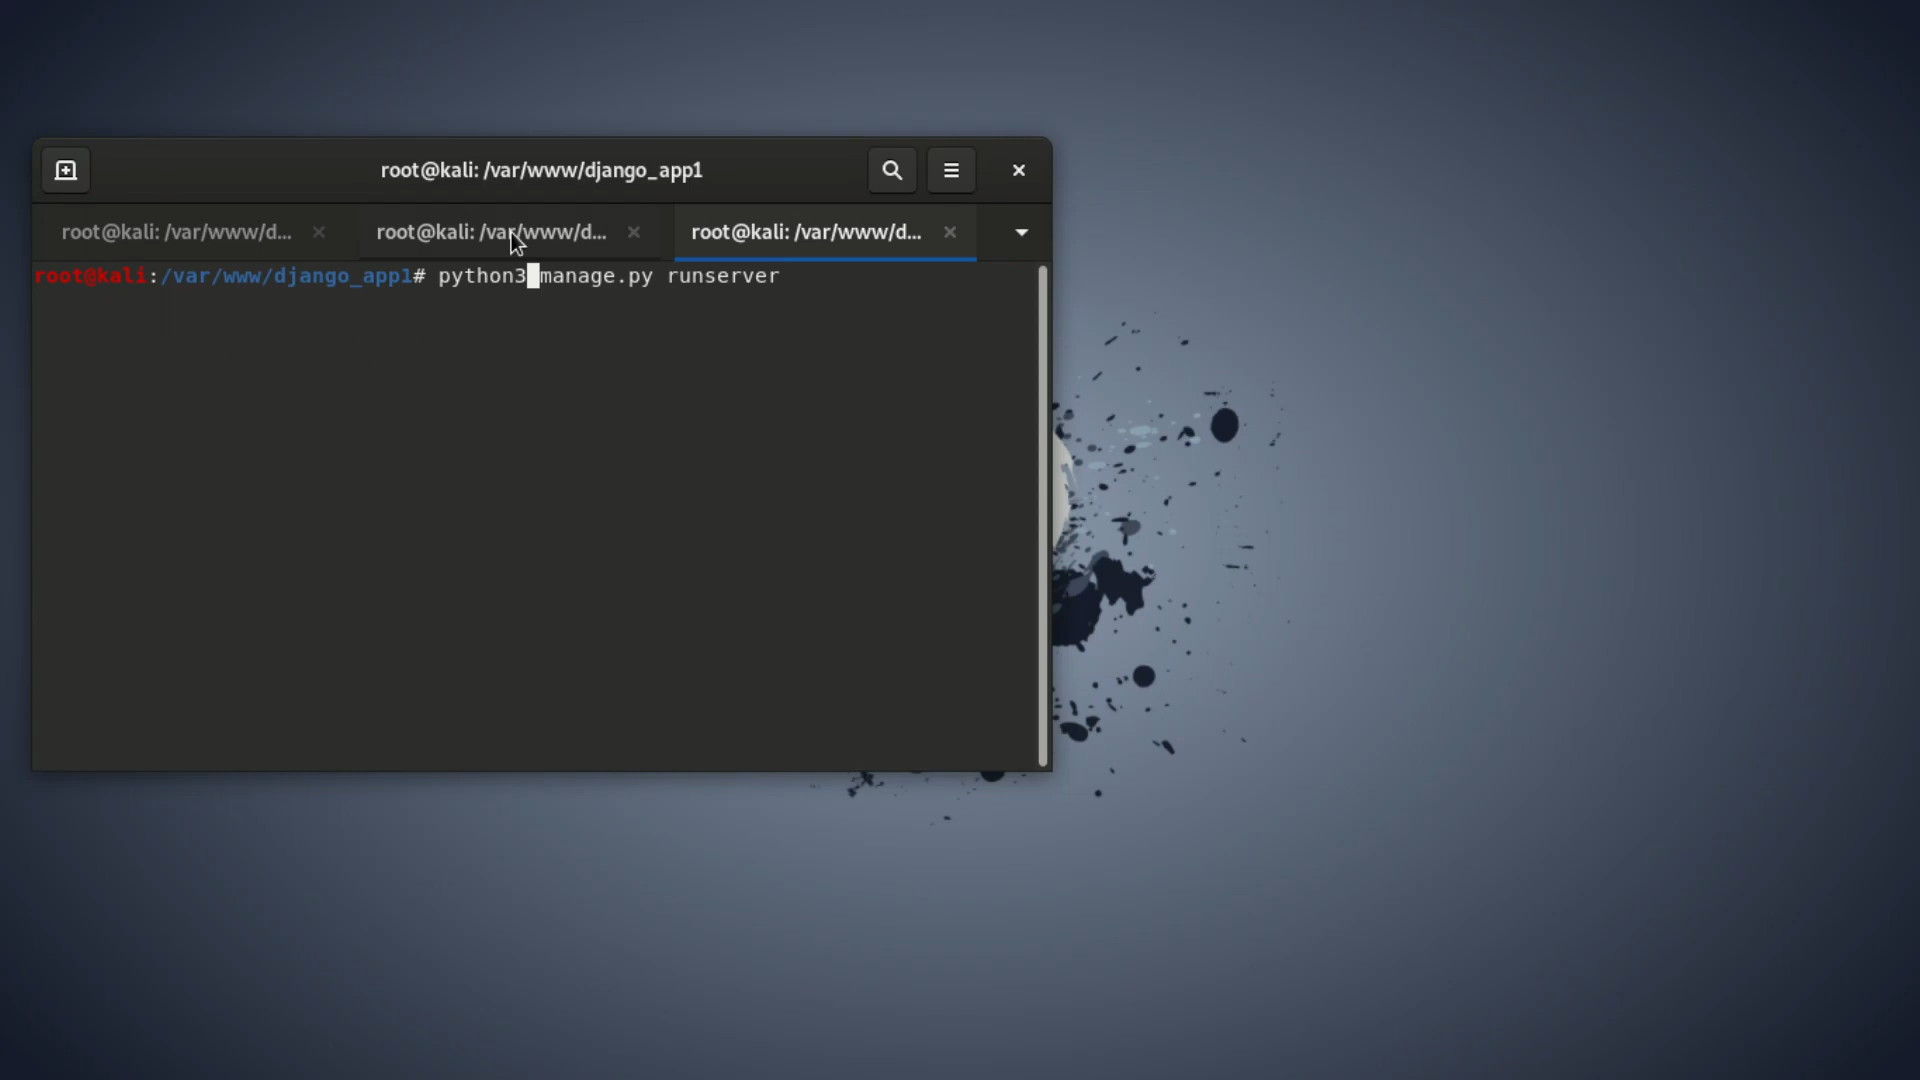 root@kali: /var/www/django_app1
root@kali: /var/www/d... root@kali: /var/www/d... root@kali: /var/www/d...
root@kali:/var/www/django_app1# python3 manage.py runserver